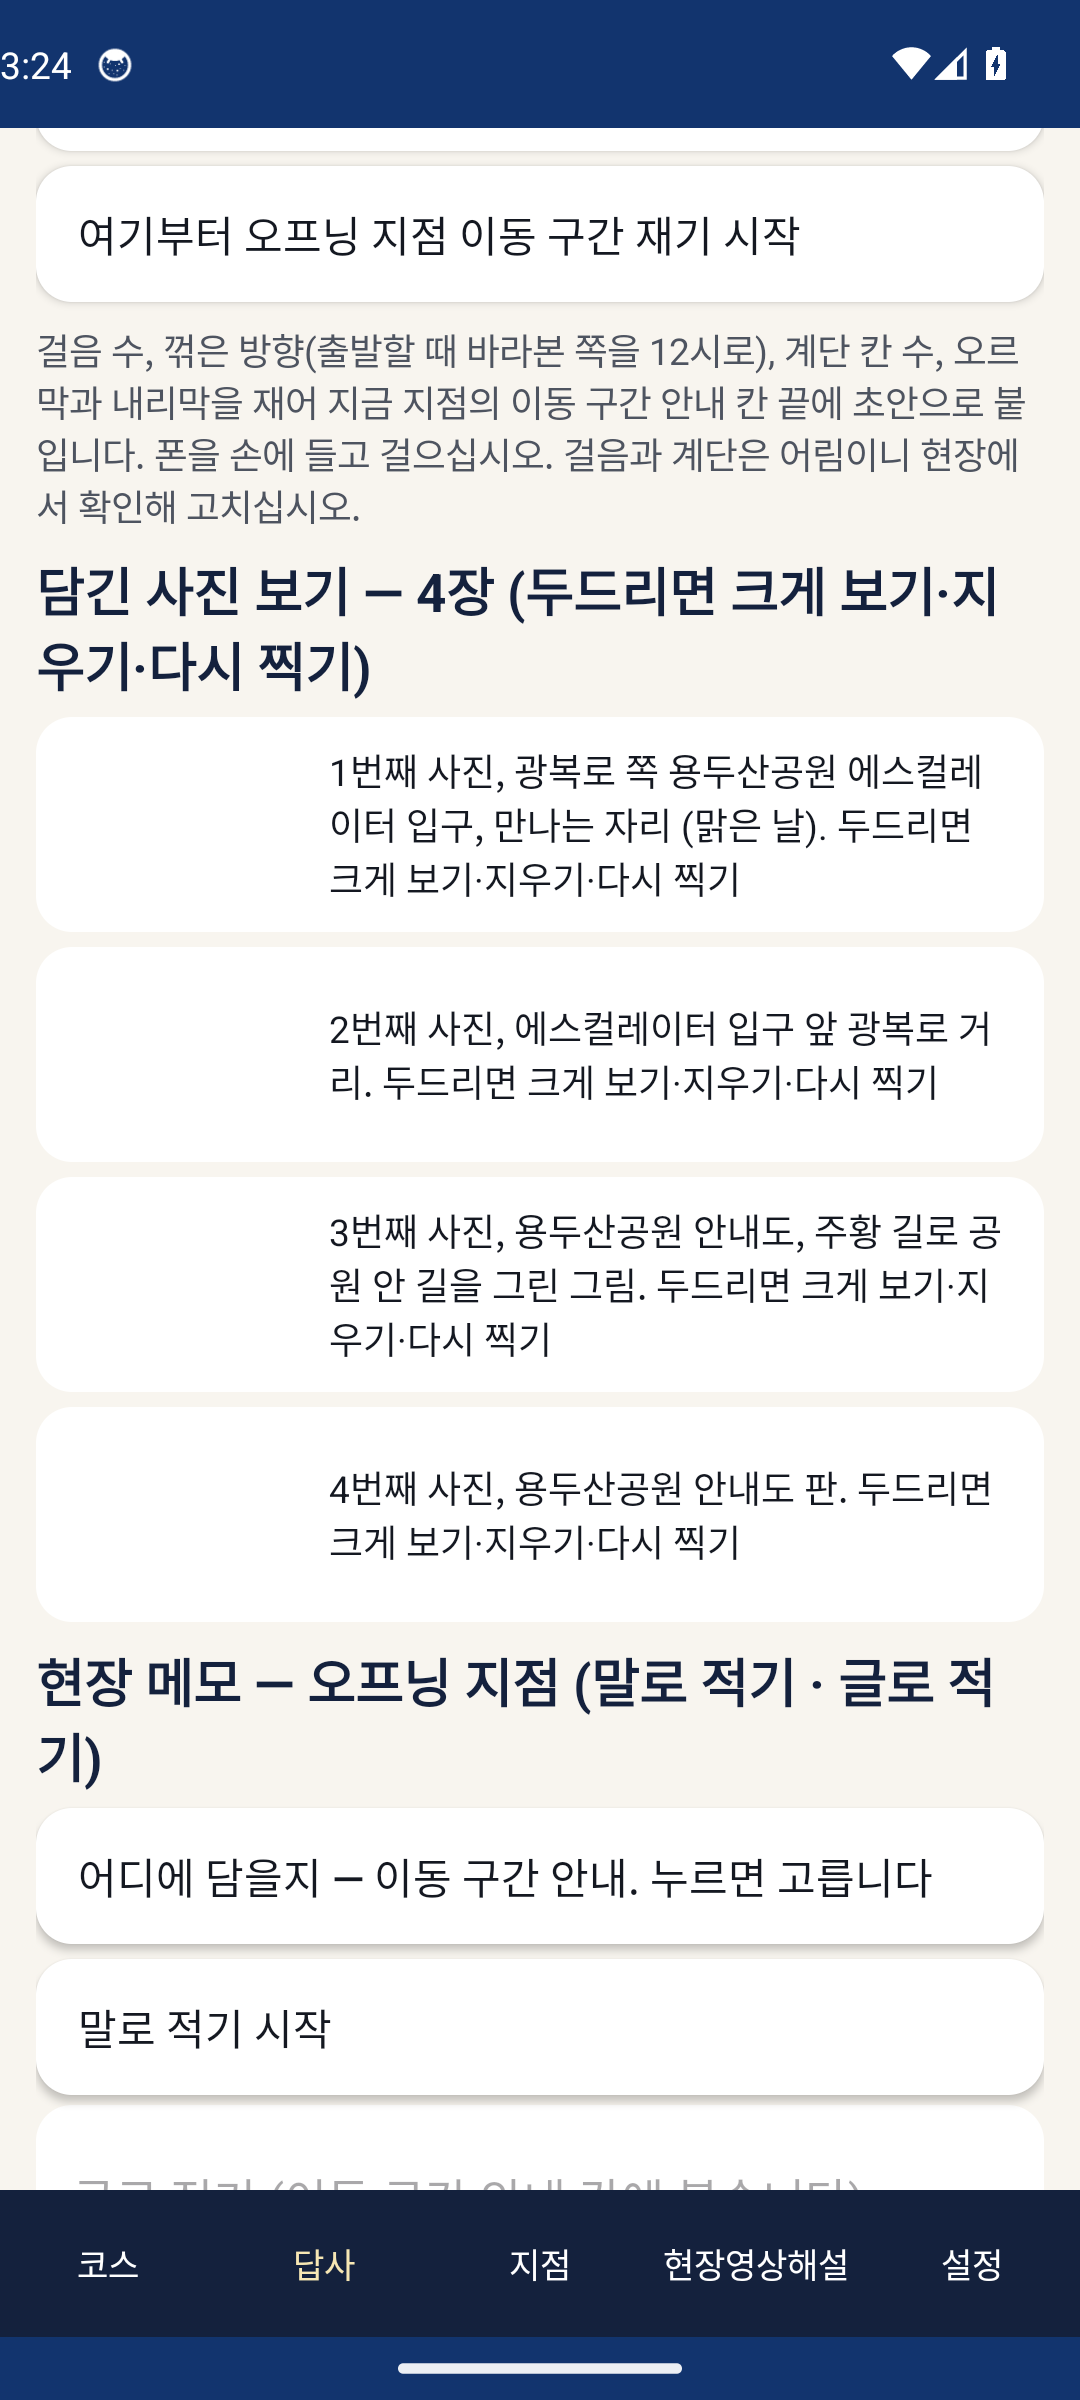 3:24
여기부터 오프닝 지점 이동 구간 재기 시작
걸음 수, 꺾은 방향(출발할 때 바라본 쪽을 12시로), 계단 칸 수, 오르
막과 내리막을 재어 지금 지점의 이동 구간 안내 칸 끝에 초안으로 붙
입니다. 폰을 손에 들고 걸으십시오. 걸음과 계단은 어림이니 현장에
서 확인해 고치십시오.
담긴 사진 보기 – 4장 (두드리면 크게 보기·지
우기·다시 찍기)
1번째 사진, 광복로 쪽 용두산공원 에스컬레
이터 입구, 만나는 자리 (맑은 날). 두드리면
크게 보기·지우기·다시 찍기
2번째 사진, 에스컬레이터 입구 앞 광복로 거
리. 두드리면 크게 보기·지우기·다시 찍기
3번째 사진, 용두산공원 안내도, 주황 길로 공
원 안 길을 그린 그림. 두드리면 크게 보기·지
우기·다시 찍기
4번째 사진, 용두산공원 안내도 판. 두드리면
크게 보기·지우기·다시 찍기
현장 메모 – 오프닝 지점 (말로 적기 · 글로 적
기)
어디에 담을지 – 이동 구간 안내. 누르면 고릅니다
말로 적기 시작
글로 적기 (이동 구간 안내 칸에 붙습니다)
코스 답사 지점 현장영상해설 설정